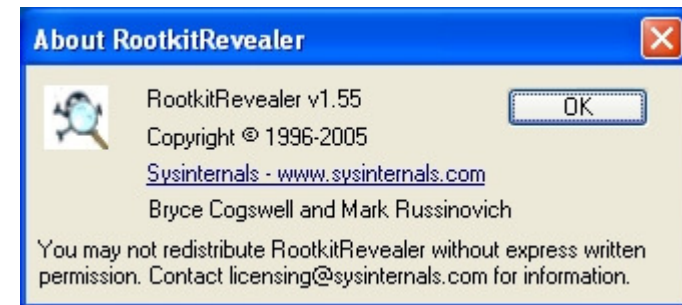 About RootkitRevealer
RootkitRevealer v1.55
OK
Copyright © 1996-2005
Sysinternals - www.sysinternals.com
Bryce Cogswell and Mark Russinovich
You may not redistribute RootkitRevealer without express written
permission. Contact licensing@sysinternals.com for information.